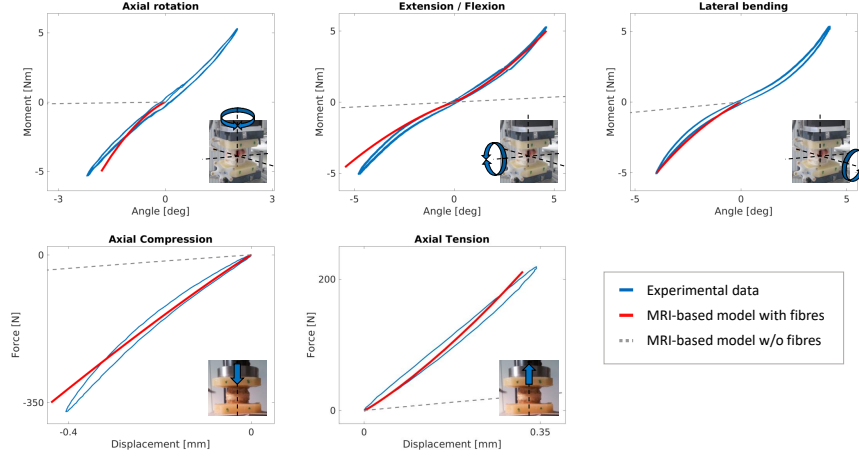 Axial rotation
Moment [Nm]
5
0
-5
-3
0
3
Angle [deg]
Extension / Flexion
Moment [Nm]
5
0
-5
-5
0
5
Angle [deg]
Lateral bending
Moment [Nm]
5
0
-5
-5
0
5
Angle [deg]
Axial Compression
Force [N]
0
-350
-0.4
0
Displacement [mm]
Axial Tension
Force [N]
200
0
0
0.35
Displacement [mm]
Experimental data
MRI-based model with fibres
MRI-based model w/o fibres